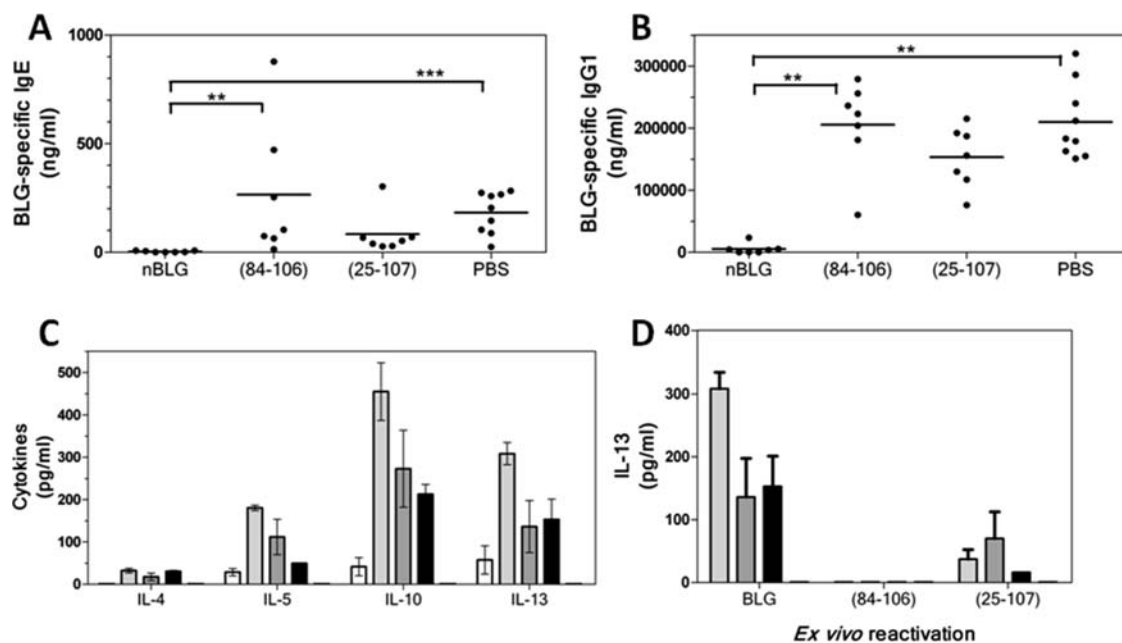 A
BLG-specific IgE
(ng/ml)
1000
500
0
**
***
nBLG
(84-106)
(25-107)
PBS
B
BLG-specific IgG1
(ng/ml)
300000
200000
100000
0
**
**
nBLG
(84-106)
(25-107)
PBS
C
Cytokines
(pg/ml)
500
400
300
200
100
0
IL-4
IL-5
IL-10
IL-13
D
IL-13
(pg/ml)
400
300
200
100
0
BLG
(84-106)
(25-107)
Ex vivo reactivation